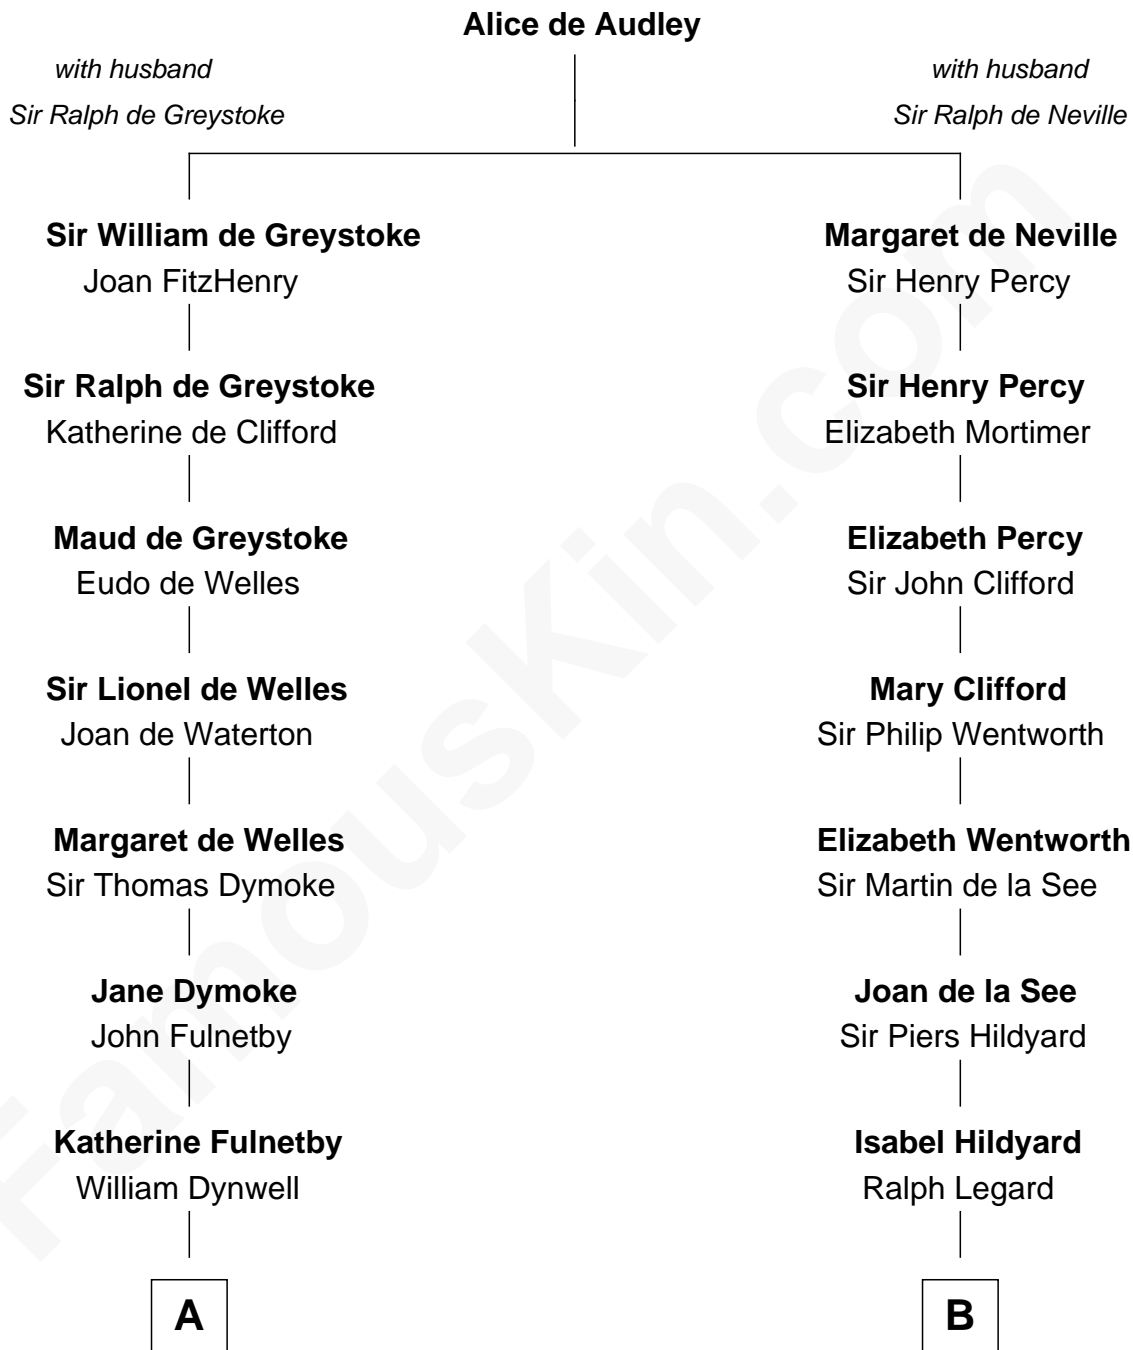 Alice de Audley
with husband
Sir Ralph de Greystoke
with husband
Sir Ralph de Neville
Sir William de Greystoke
Joan FitzHenry
Margaret de Neville
Sir Henry Percy
Sir Ralph de Greystoke
Katherine de Clifford
Sir Henry Percy
Elizabeth Mortimer
Maud de Greystoke
Eudo de Welles
Elizabeth Percy
Sir John Clifford
Sir Lionel de Welles
Joan de Waterton
Mary Clifford
Sir Philip Wentworth
Margaret de Welles
Sir Thomas Dymoke
Elizabeth Wentworth
Sir Martin de la See
Jane Dymoke
John Fulnetby
Joan de la See
Sir Piers Hildyard
Katherine Fulnetby
William Dynwell
Isabel Hildyard
Ralph Legard
A
B
FamousKin.com